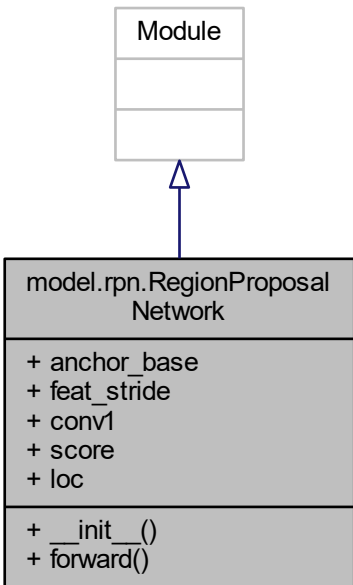 Module
model.rpn.RegionProposal
Network
+ anchor_base
+ feat_stride
+ conv1
+ score
+ loc
+ __init__()
+ forward()